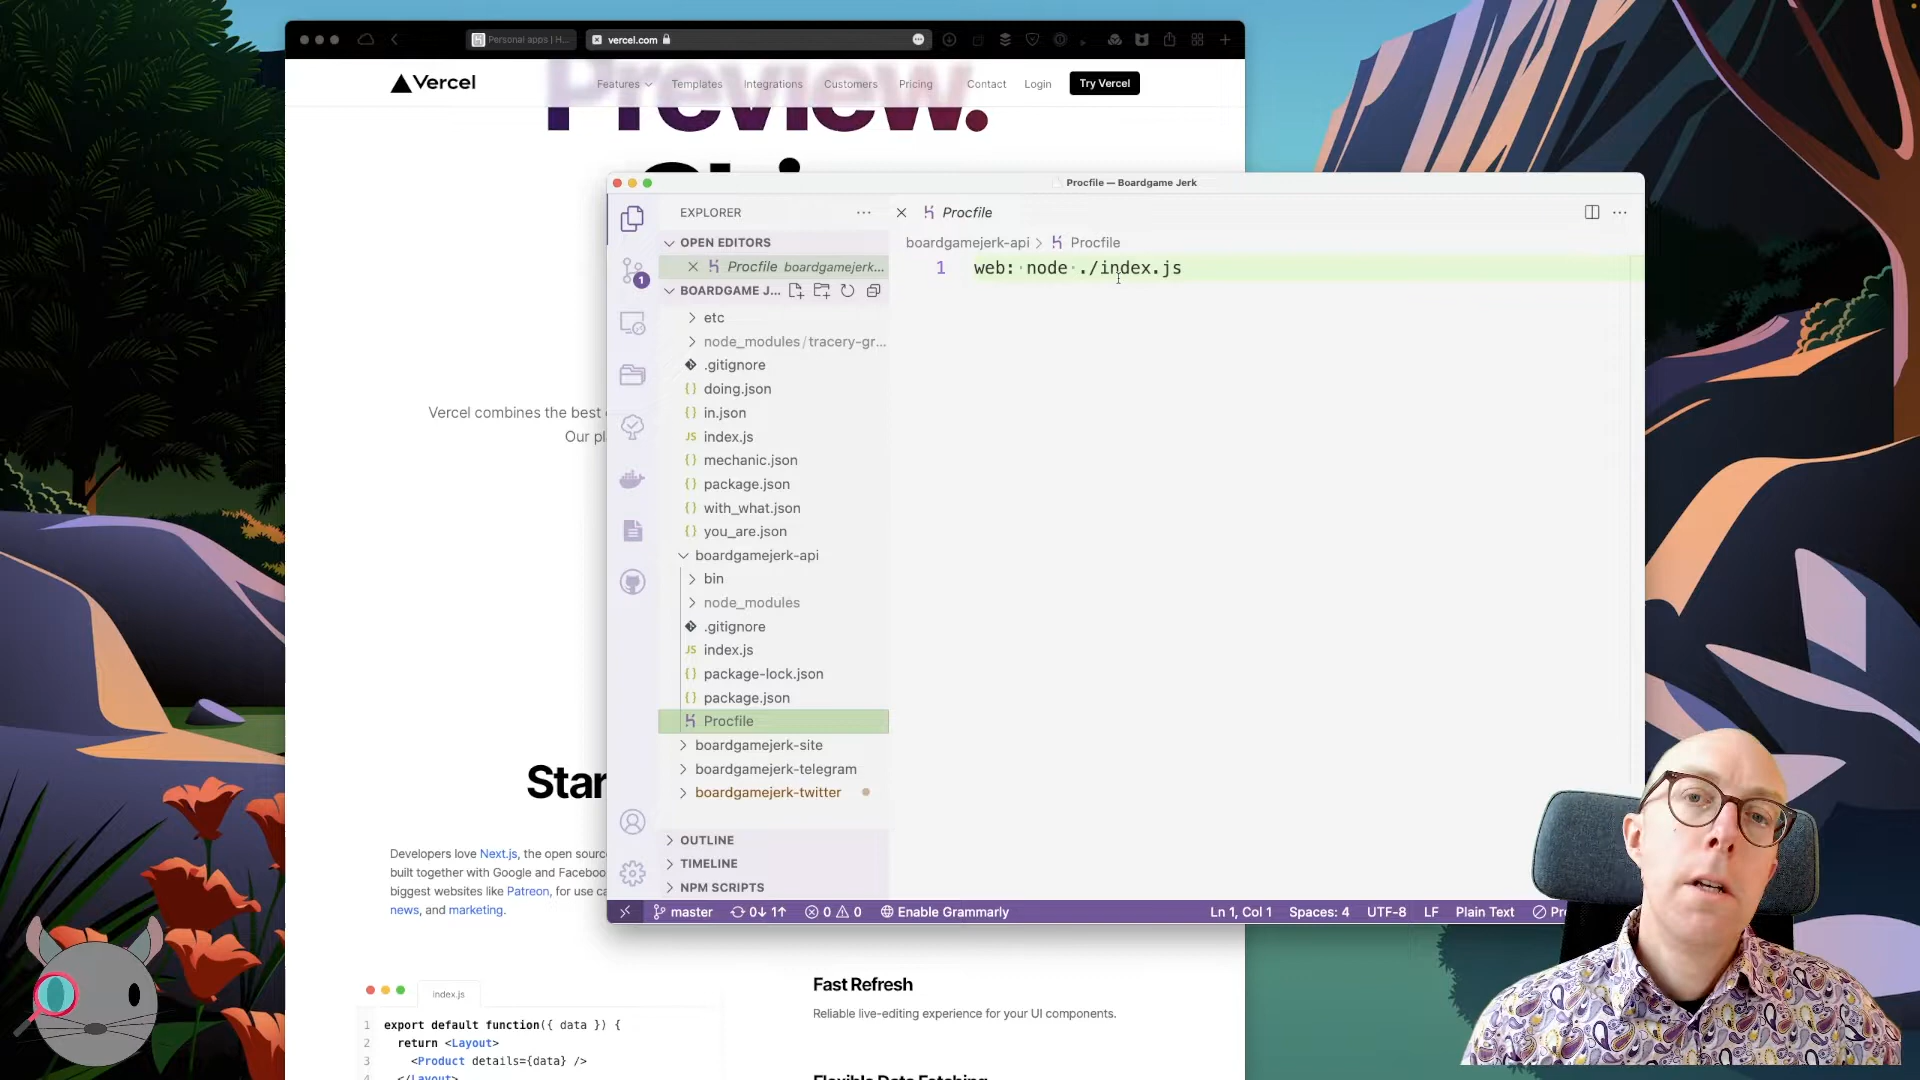 Personal apps | H...
vercel.com
Vercel
Features
Templates
Integrations
Customers
Pricing
Contact
Login
Try Vercel
Preview.
Procfile — Boardgame Jerk
EXPLORER
Procfile
OPEN EDITORS
Procfile boardgamejerk...
boardgamejerk-api > Procfile
1 web: node ./index.js
BOARDGAME J...
etc
node_modules/tracery-gr...
.gitignore
doing.json
in.json
index.js
mechanic.json
package.json
with_what.json
you_are.json
boardgamejerk-api
bin
node_modules
.gitignore
index.js
package-lock.json
package.json
Procfile
boardgamejerk-site
boardgamejerk-telegram
boardgamejerk-twitter
OUTLINE
TIMELINE
NPM SCRIPTS
1
master
0↓ 1↑
0
0
Enable Grammarly
Ln 1, Col 1
Spaces: 4
UTF-8
LF
Plain Text
Vercel combines the best
Our
Developers love Next.js, the open
built together with Google and
biggest websites like Patreon, for use
news, and marketing.
index.js
1 export default function({ data }) {
2 return <Layout>
3 <Product details={data} />
4 </Layout>
Fast Refresh
Reliable live-editing experience for your UI components.
Flexible Data Fetching